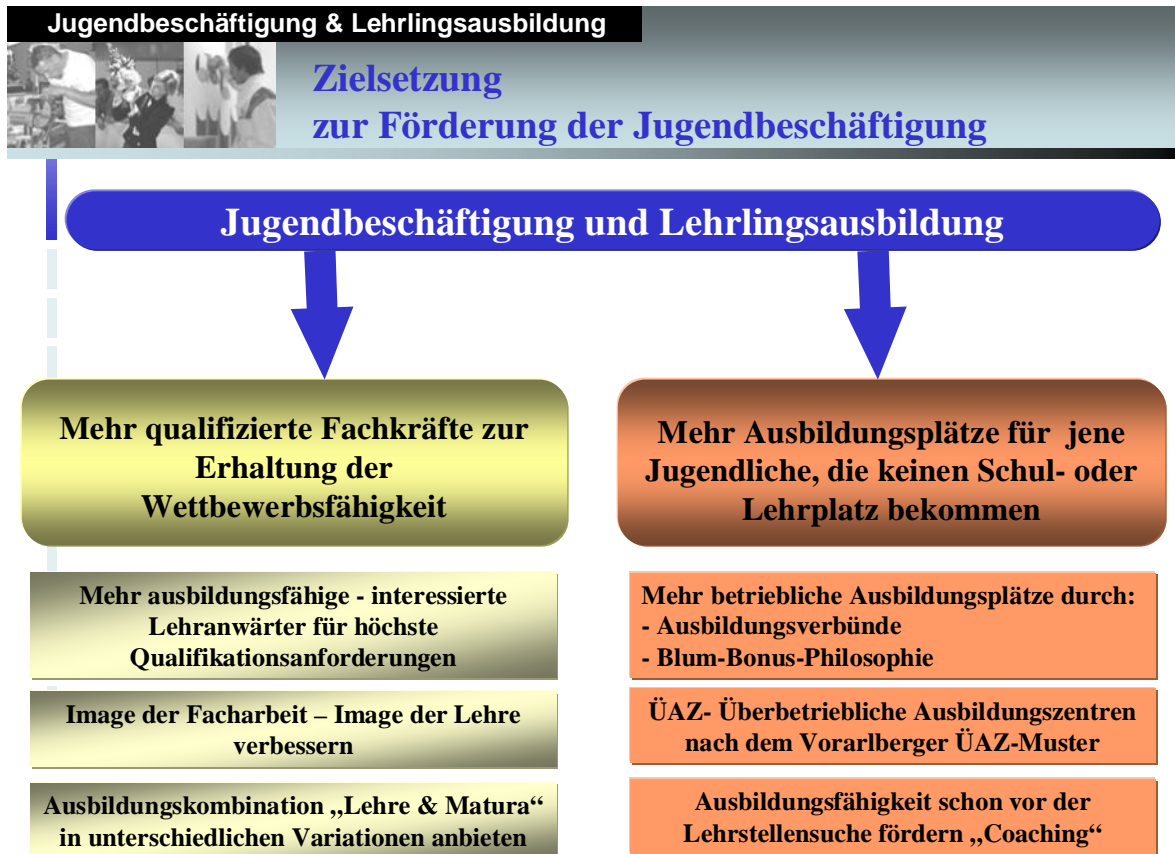 Jugendbeschäftigung & Lehrlingsausbildung
Zielsetzung
zur Förderung der Jugendbeschäftigung
Jugendbeschäftigung und Lehrlingsausbildung
Mehr qualifizierte Fachkräfte zur
Erhaltung der
Wettbewerbsfähigkeit
Mehr ausbildungsfähige - interessierte
Lehranwärter für höchste
Qualifikationsanforderungen
Image der Facharbeit – Image der Lehre
verbessern
Ausbildungskombination „Lehre & Matura“
in unterschiedlichen Variationen anbieten
Mehr Ausbildungsplätze für jene
Jugendliche, die keinen Schul- oder
Lehrplatz bekommen
Mehr betriebliche Ausbildungsplätze durch:
- Ausbildungsverbünde
- Blum-Bonus-Philosophie
ÜAZ- Überbetriebliche Ausbildungszentren
nach dem Vorarlberger ÜAZ-Muster
Ausbildungsfähigkeit schon vor der
Lehrstellensuche fördern „Coaching“